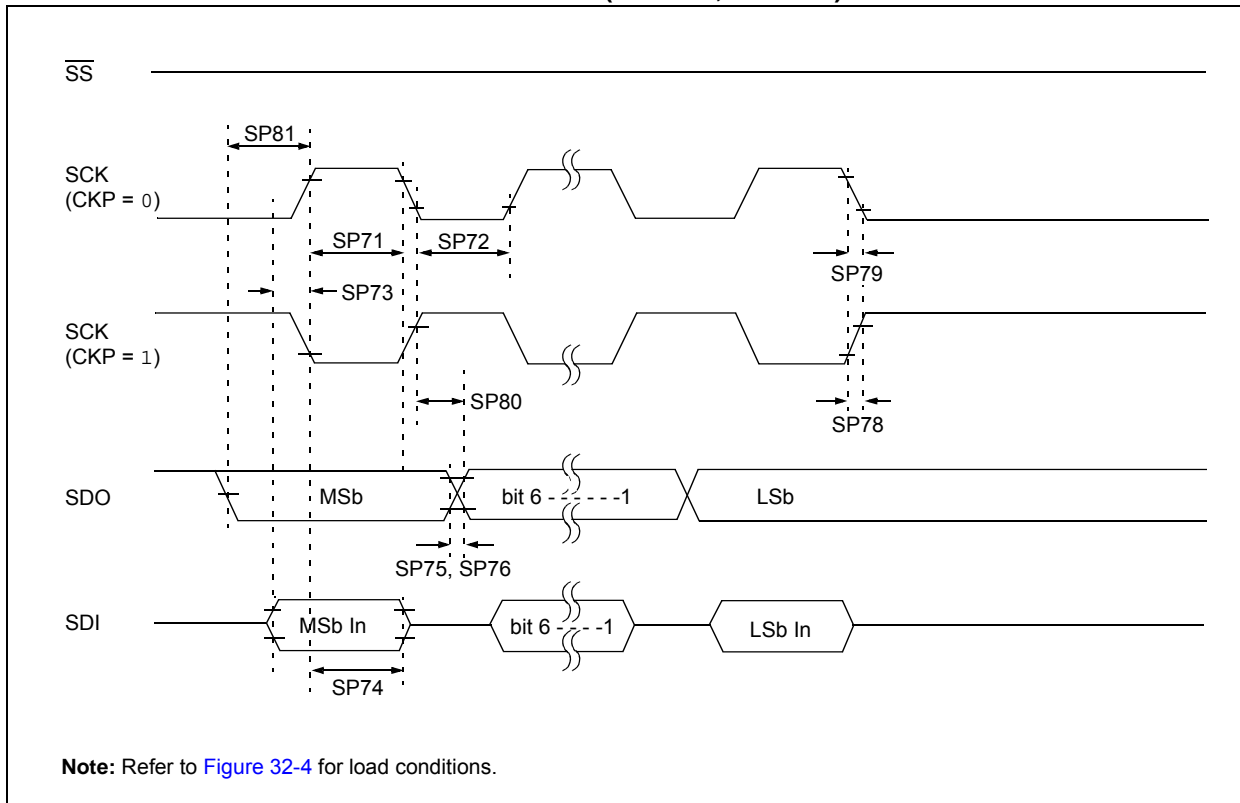 SS
SP81
SCK
(CKP = 0)
SP71
SP72
SP79
SP73
SCK
(CKP = 1)
SP80
SP78
SDO
MSb
bit 6 - - - - - -1
LSb
SP75, SP76
SDI
MSb In
bit 6 - - - -1
LSb In
SP74
Note: Refer to Figure 32-4 for load conditions.